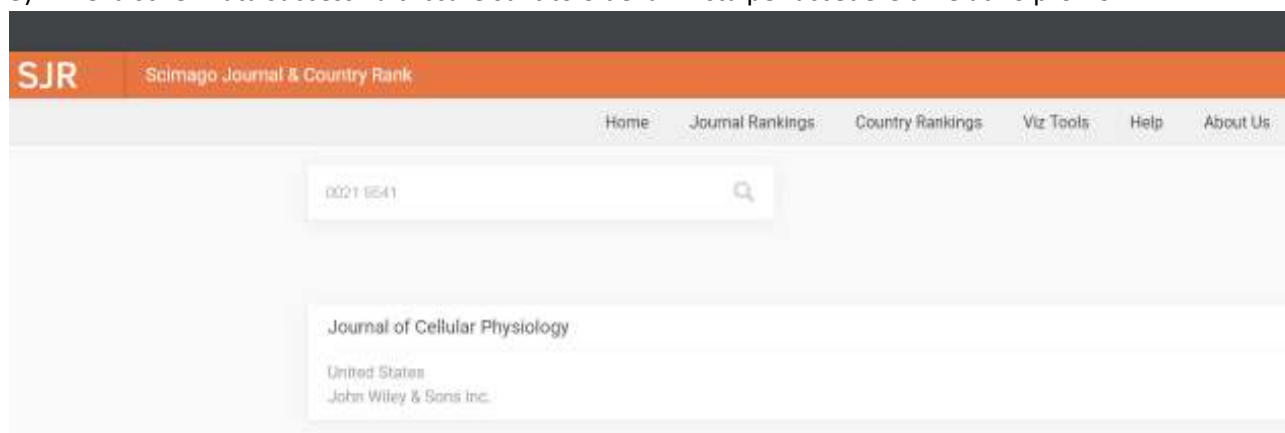 SJR Scimago Journal & Country Rank
Home Journal Rankings Country Rankings Viz Tools Help About Us
0021
Journal of Cellular Physiology
United States
John Wiley & Sons Inc.